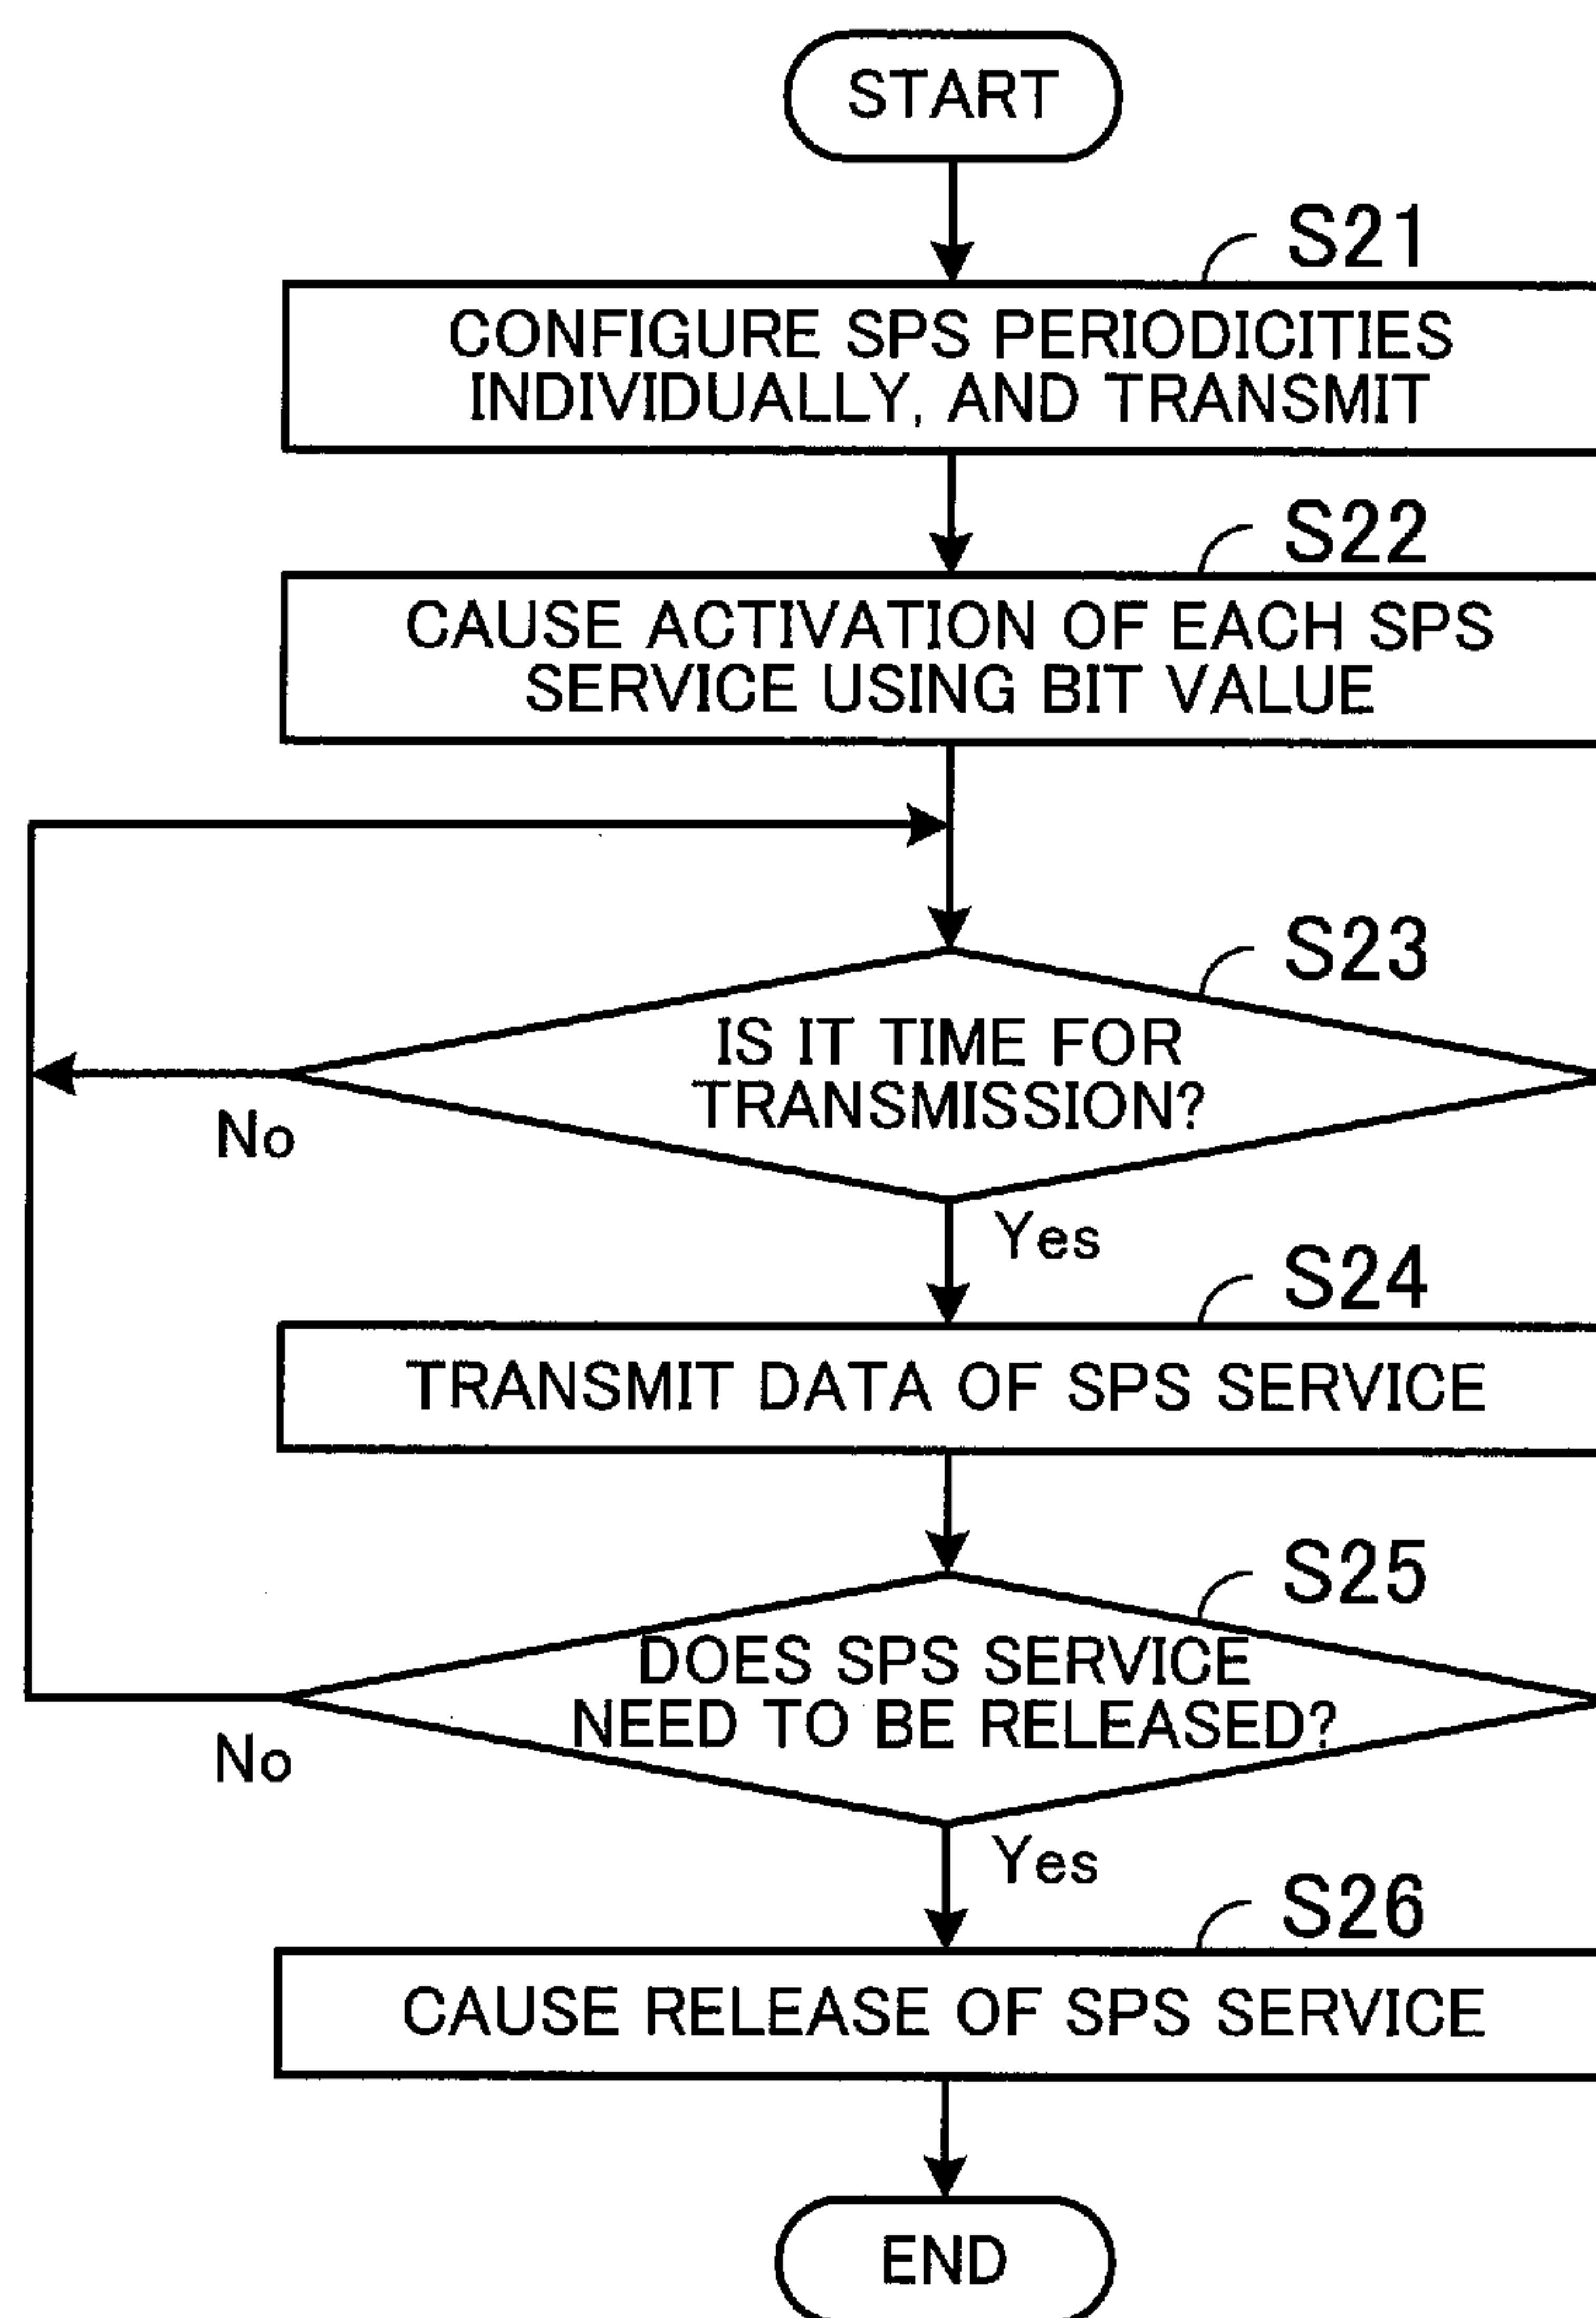 START
S21
CONFIGURE SPS PERIODICITIES
INDIVIDUALLY, AND TRANSMIT
S22
CAUSE ACTIVATION OF EACH SPS
SERVICE USING BIT VALUE
S23
IS IT TIME FOR
TRANSMISSION?
No
Yes
S24
TRANSMIT DATA OF SPS SERVICE
S25
DOES SPS SERVICE
NEED TO BE RELEASED?
No
Yes
S26
CAUSE RELEASE OF SPS SERVICE
END